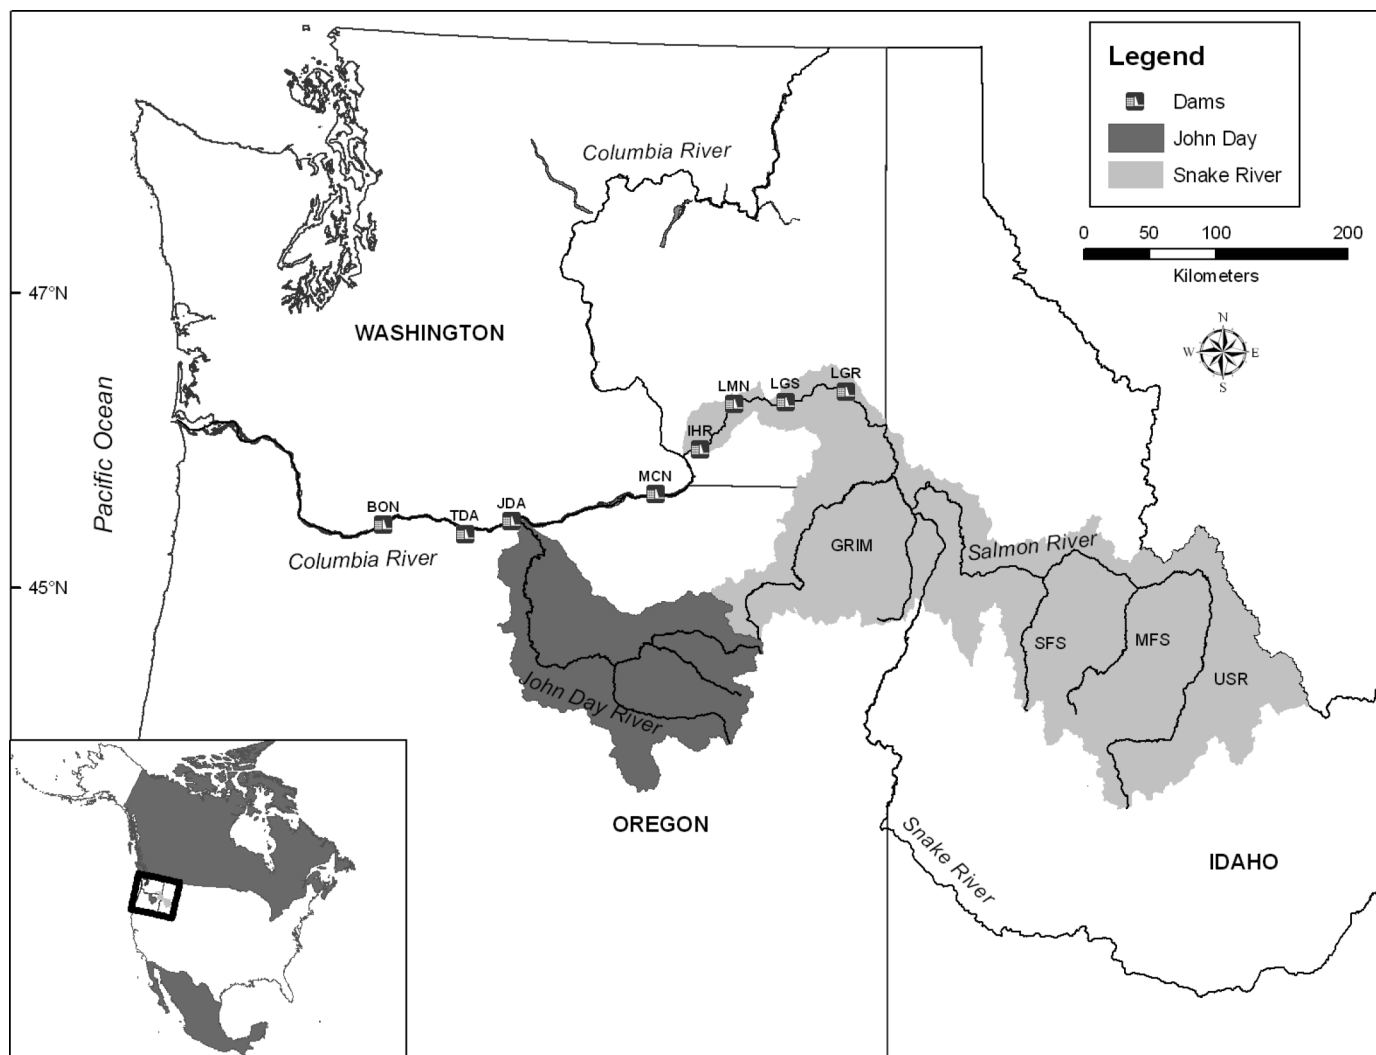 Legend
Dams
John Day
Snake River
0 50 100 200
Kilometers
N
W E
S
Columbia River
47°N
WASHINGTON
Pacific Ocean
LMN LGS LGR
IHR
MCN
BON TDA JDA
Columbia River
GRIM
Salmon River
45°N
SFS MFS USR
John Day River
OREGON
Snake River
IDAHO